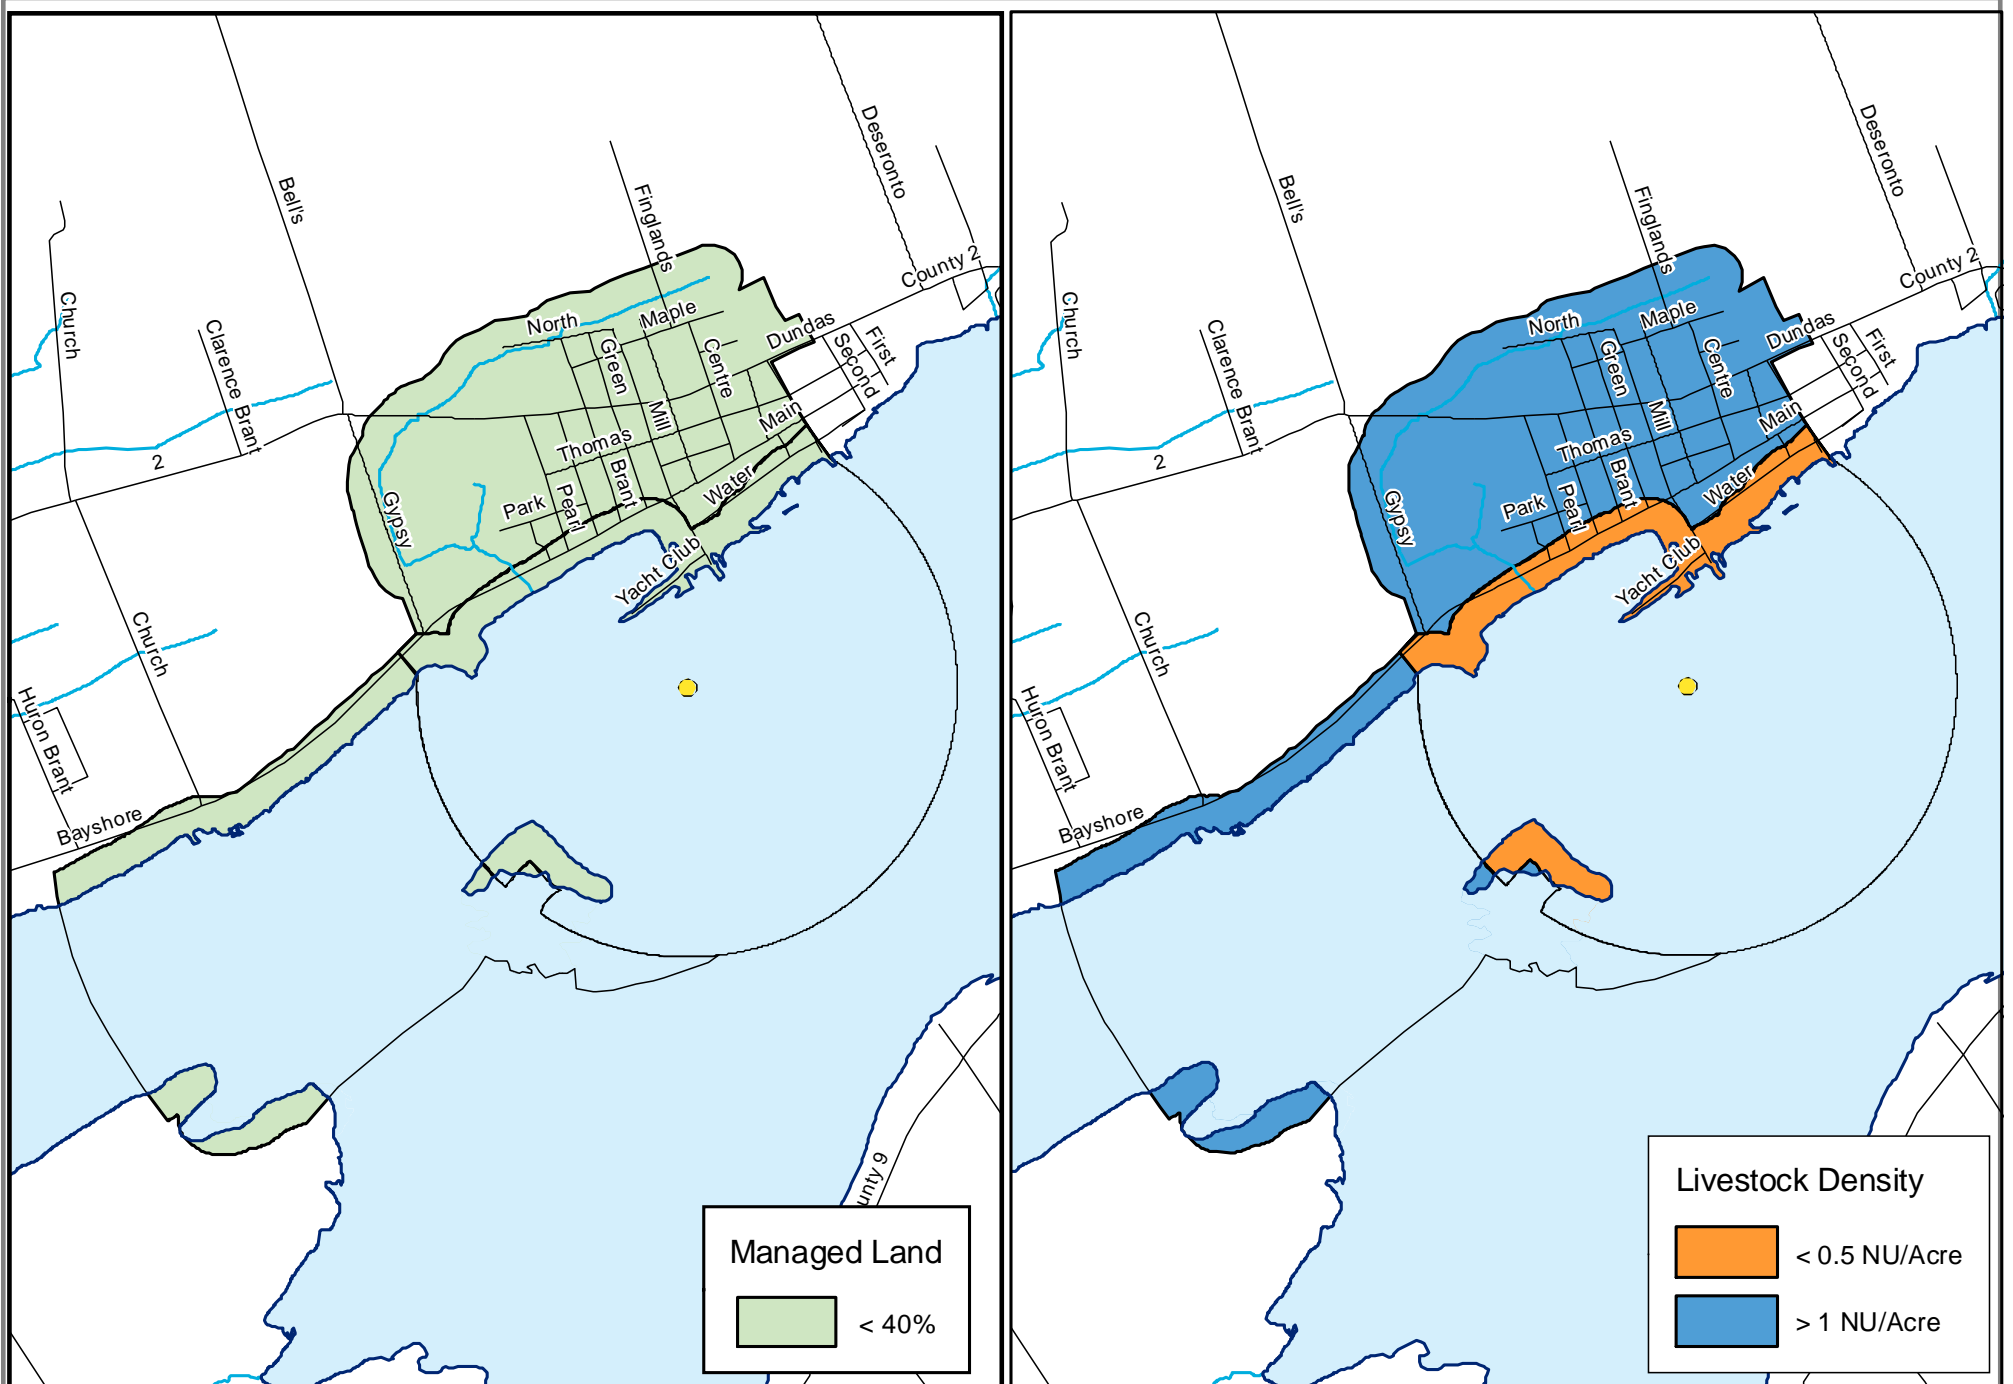 Deseronto
Bell's
Finglands
County 2
Church
Clarence Brant
North
Maple
Dundas
First
Second
Green
Centre
Mill
Main
Thomas
2
Brant
Water
Park
Pearl
Gypsy
Yacht Club
Church
Huron Brant
Bayshore
unty 9
Managed Land
< 40%
Deseronto
Bell's
Finglands
County 2
Church
Clarence Brant
North
Maple
Dundas
First
Second
Green
Centre
Mill
Main
Thomas
2
Brant
Water
Park
Pearl
Gypsy
Yacht Club
Church
Huron Brant
Bayshore
Livestock Density
< 0.5 NU/Acre
> 1 NU/Acre